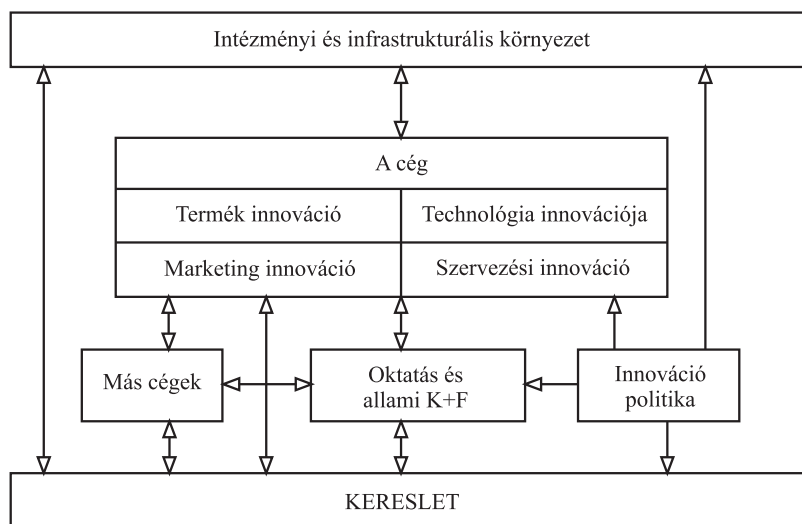 Intézményi és infrastrukturális környezet
A cég
Termék innováció
Technológia innovációja
Marketing innováció
Szervezési innováció
Más cégek
Oktatás és
allami K+F
Innováció
politika
KERESLET